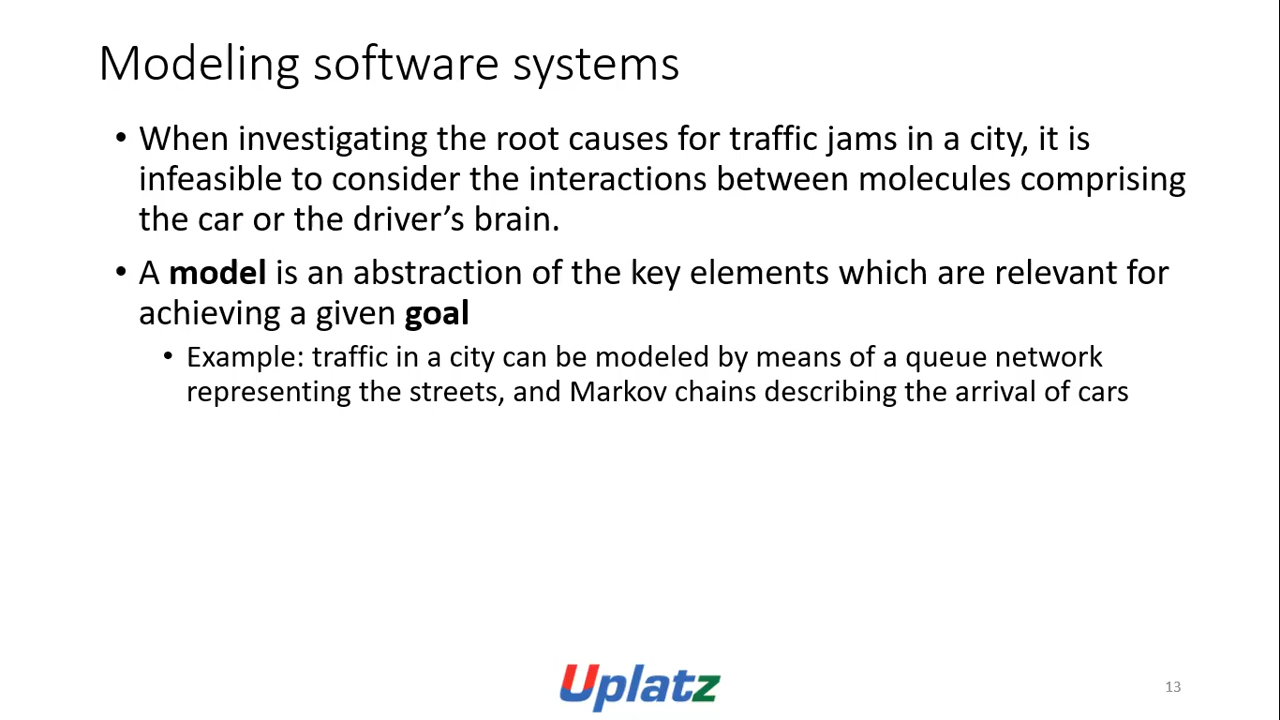 Modeling software systems
• When investigating the root causes for traffic jams in a city, it is
infeasible to consider the interactions between molecules comprising
the car or the driver’s brain.
• A model is an abstraction of the key elements which are relevant for
achieving a given goal
• Example: traffic in a city can be modeled by means of a queue network
representing the streets, and Markov chains describing the arrival of cars
Uplatz
13